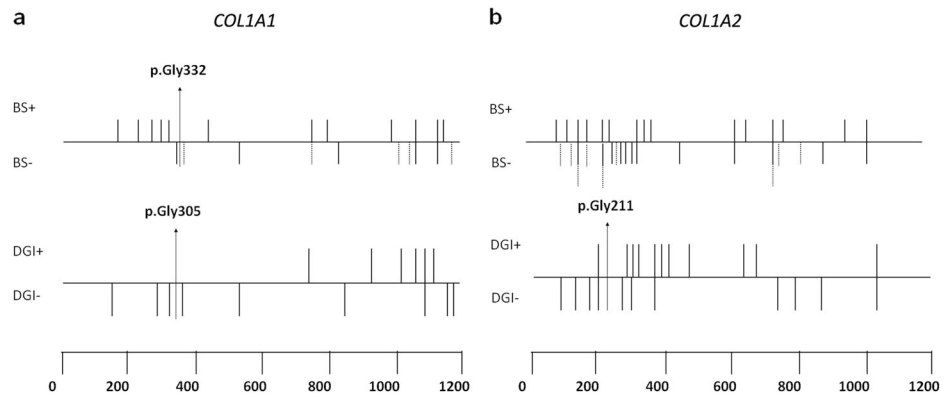 a
COL1A1
p.Gly332
BS+
BS-
p.Gly305
DGI+
DGI-
0 200 400 600 800 1000 1200
b
COL1A2
BS+
BS-
p.Gly211
DGI+
DGI-
0 200 400 600 800 1000 1200